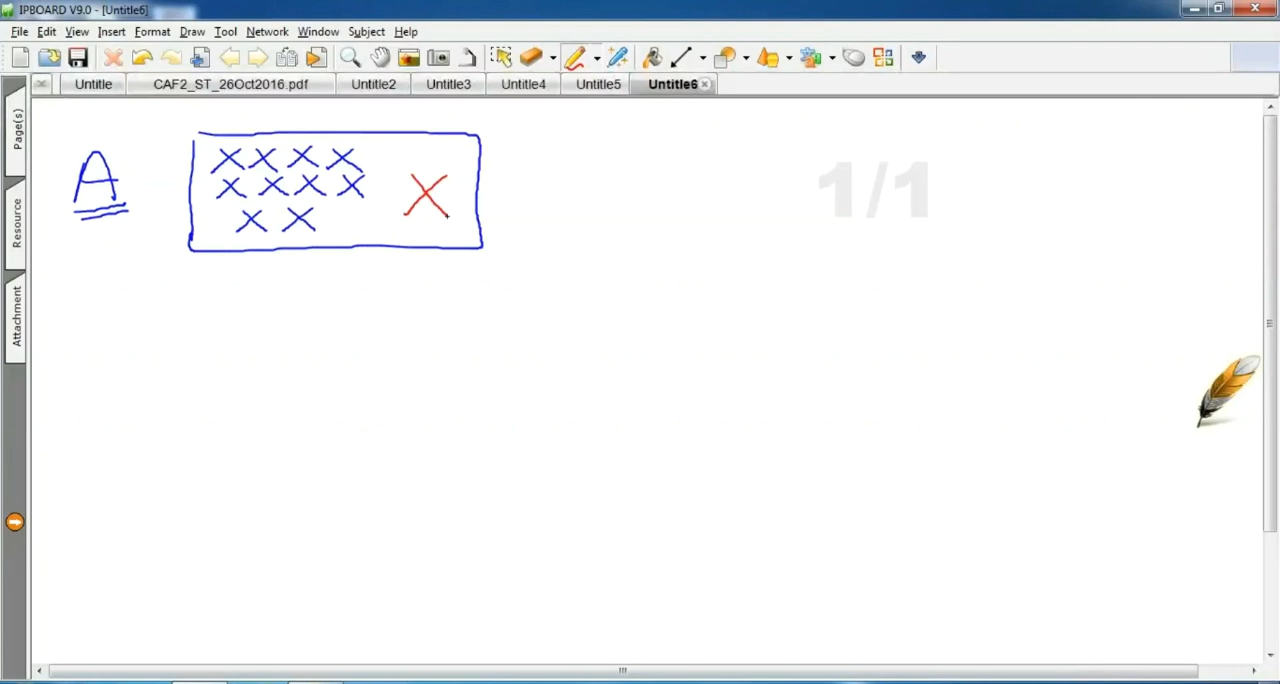 IPBOARD V9.0 - [Untitled6]
File Edit View Insert Format Draw Tool Network Window Subject Help
Untitle CAF2_ST_26Oct2016.pdf Untitle2 Untitle3 Untitle4 Untitle5 Untitle6
Page(s)
Resource
Attachment
A
X X X X
X X X X X
X X
1/1